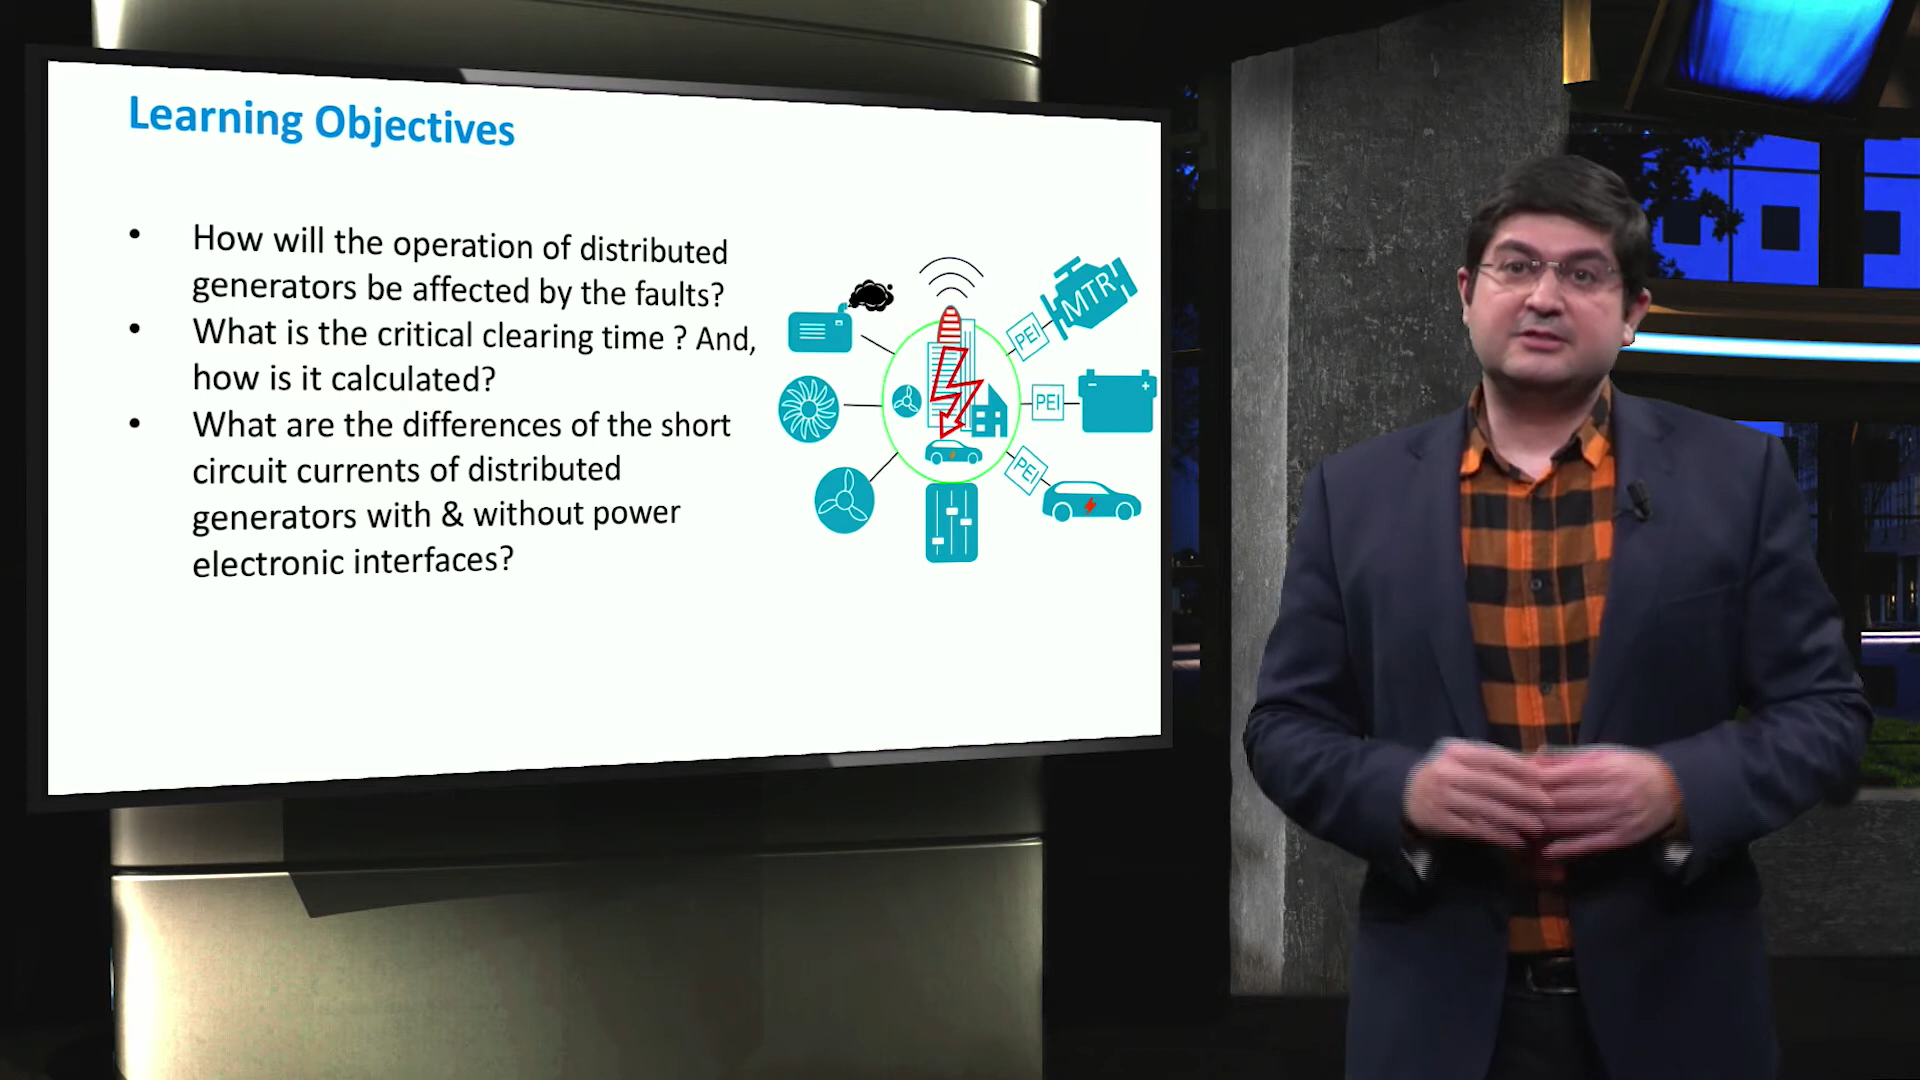 Learning Objectives
• How will the operation of distributed
generators be affected by the faults?
• What is the critical clearing time ? And,
how is it calculated?
• What are the differences of the short
circuit currents of distributed
generators with & without power
electronic interfaces?
MTR
PEI
PEI
PEI